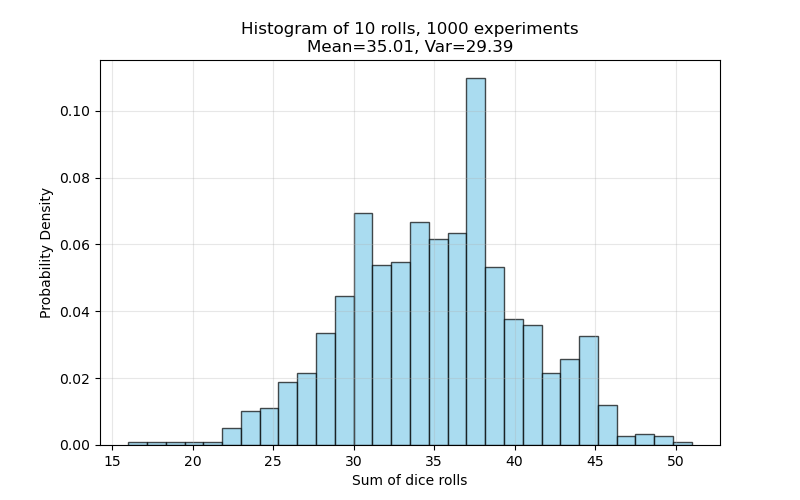 Histogram of 10 rolls, 1000 experiments
Mean=35.01, Var=29.39
Probability Density
0.10
0.08
0.06
0.04
0.02
0.00
15 20 25 30 35 40 45 50
Sum of dice rolls